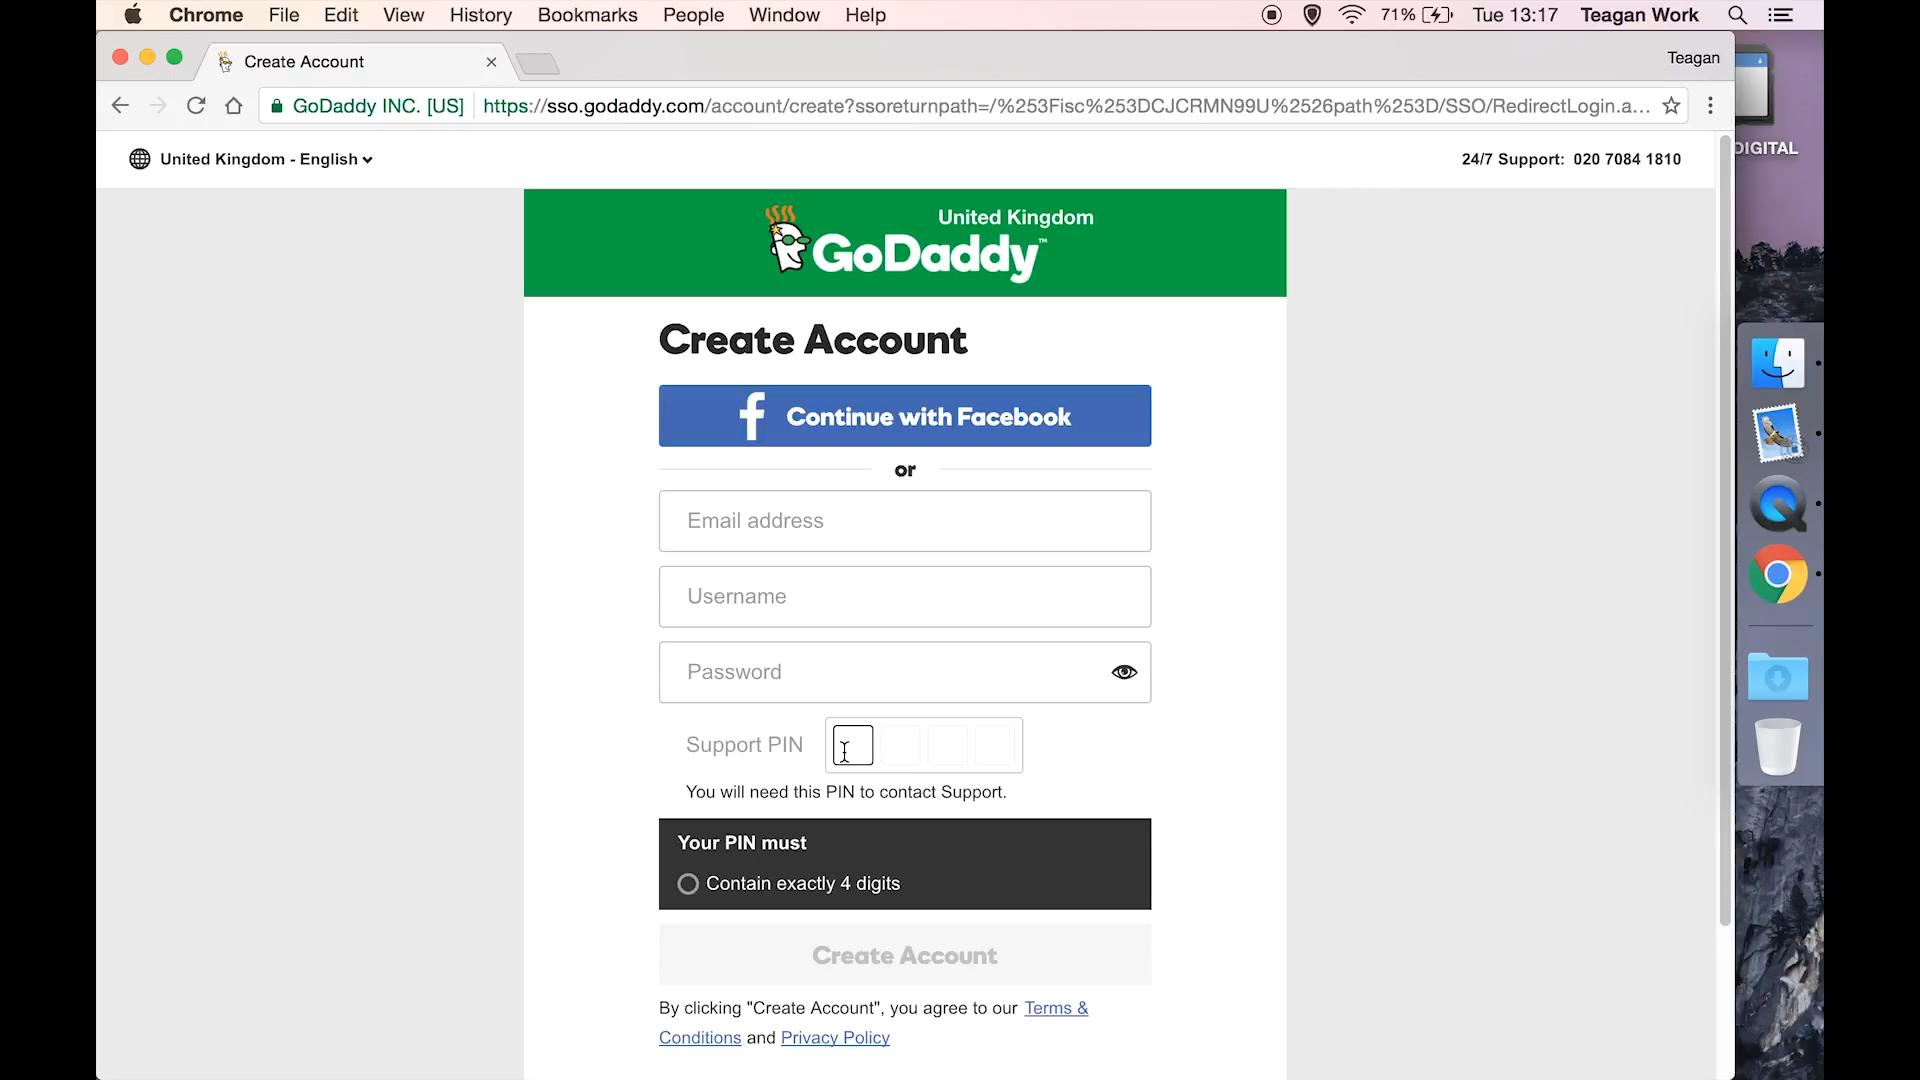 Chrome File Edit View History Bookmarks People Window Help 71% Tue 13:17 Teagan Work
Create Account Teagan
GoDaddy INC. [US] https://sso.godaddy.com/account/create?ssoreturnpath=/%253Fisc%253DCJCRMN99U%2526path%253D/SSO/RedirectLogin.a...
United Kingdom - English 24/7 Support: 020 7084 1810
DIGITAL
United Kingdom
GoDaddy™
Create Account
f Continue with Facebook
or
Email address
Username
Password
Support PIN
You will need this PIN to contact Support.
Your PIN must
Contain exactly 4 digits
Create Account
By clicking "Create Account", you agree to our Terms &
Conditions and Privacy Policy